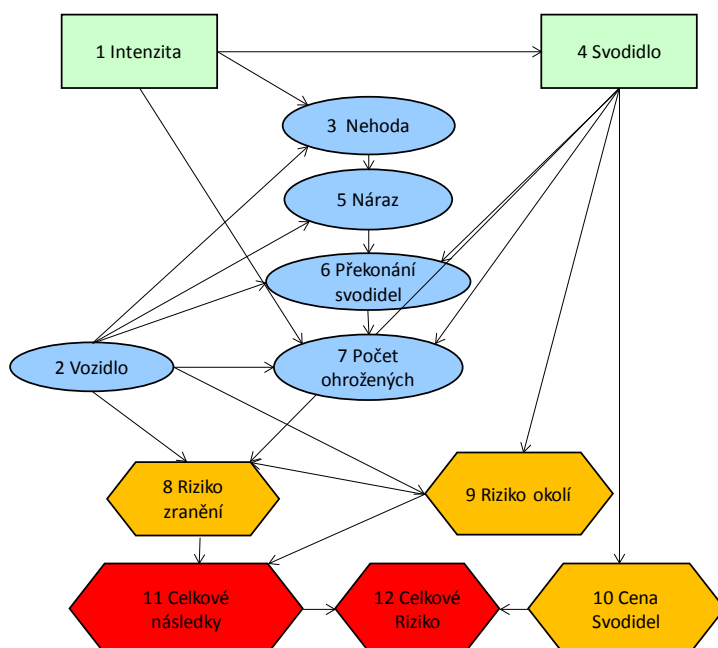 1 Intenzita
4 Svodidlo
3 Nehoda
5 Náraz
6 Překonání
svodidel
2 Vozidlo
7 Počet
ohrožených
8 Riziko
zranění
9 Riziko okolí
11 Celkové
následky
12 Celkové
Riziko
10 Cena
Svodidel